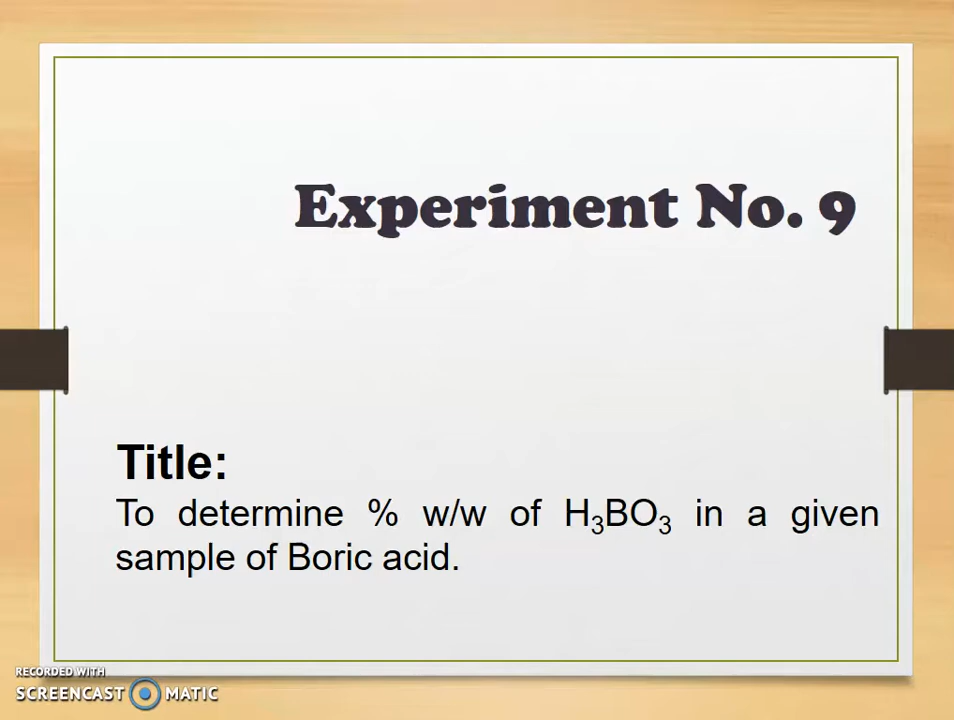 Experiment No. 9
Title:
To determine % w/w of H₃BO₃ in a given
sample of Boric acid.
RECORDED WITH
SCREENCAST MATIC